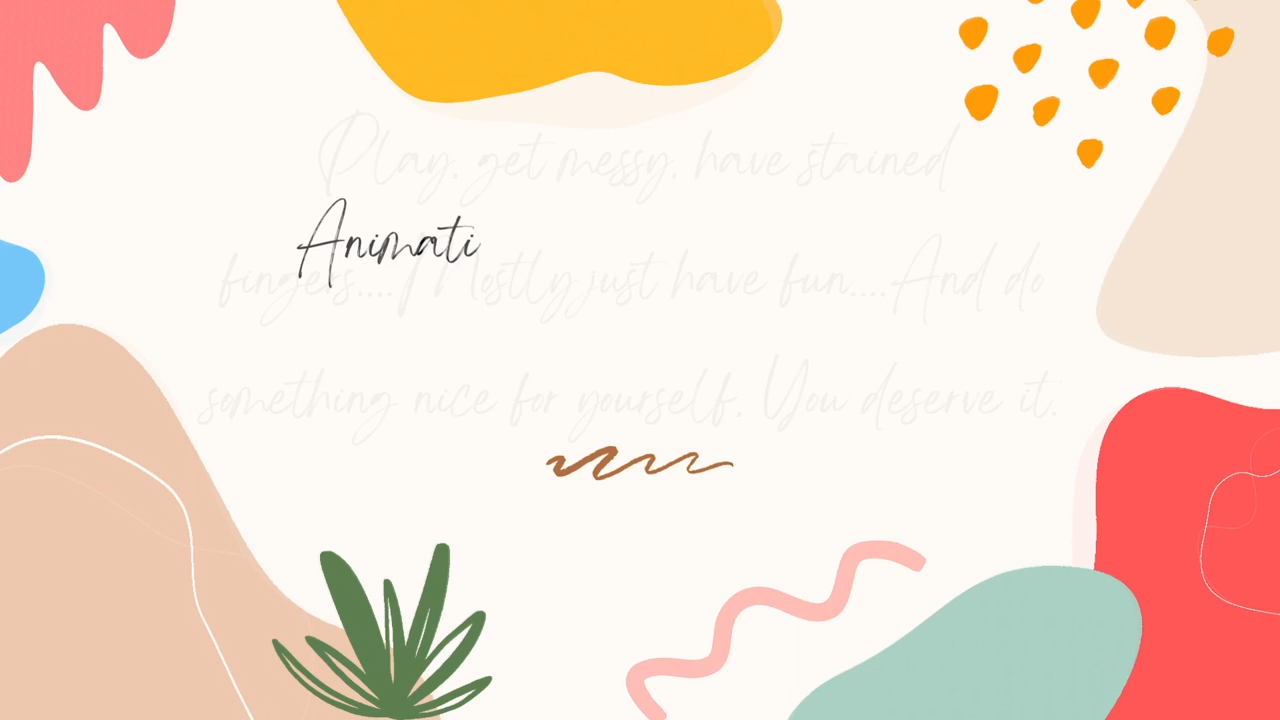 Play, get messy, have stained
Animati
fingers....Mostly just have fun....And do
something nice for yourself. You deserve it.